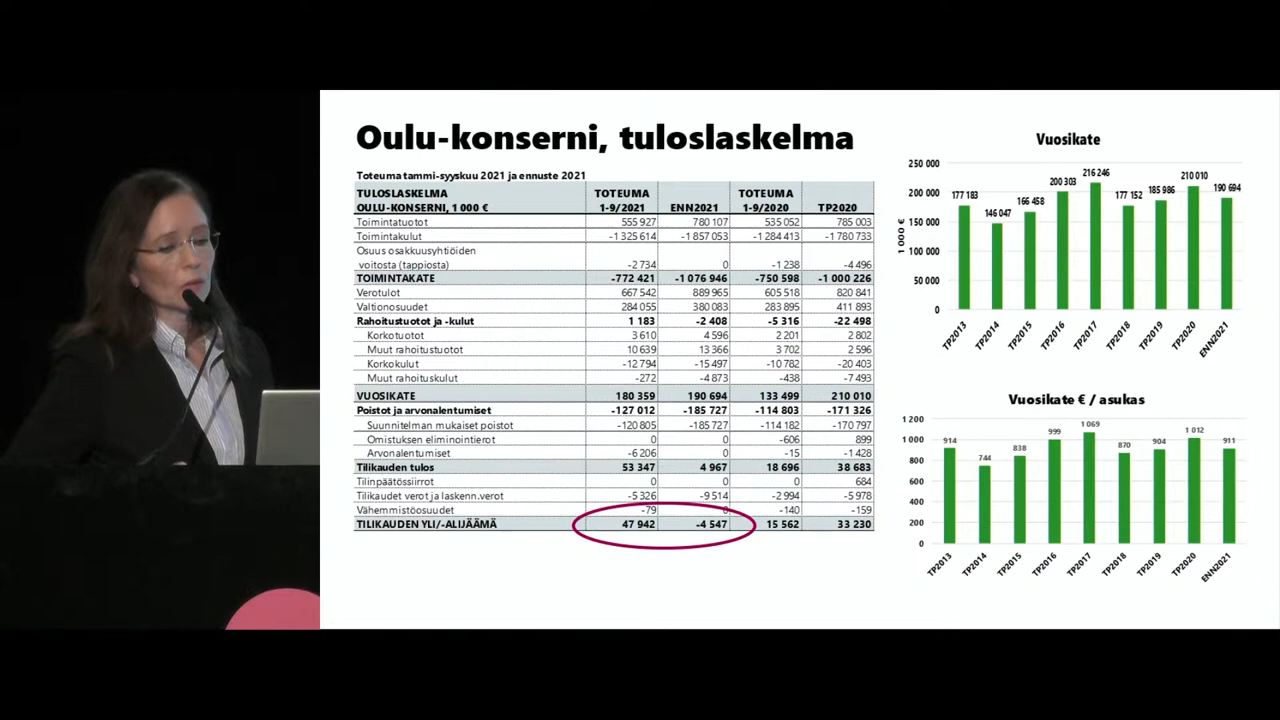 Oulu-konserni, tuloslaskelma
Toteuma tammi-syyskuu 2021 ja ennuste 2021
TULOSLASKELMA TOTEUMA TOTEUMA
OULU-KONSERNI, 1 000 € 1-9/2021 ENN2021 1-9/2020 TP2020
Toimintatuotot 555 927 780 107 535 052 785 003
Toimintakulut -1 325 614 -1 857 053 -1 284 413 -1 780 733
Osuus osakkuusyhtiöiden
voitosta (tappiosta) -2 734 0 -1 238 -4 496
TOIMINTAKATE -772 421 -1 076 946 -750 598 -1 000 226
Verotulot 667 542 889 965 605 518 820 841
Valtionosuudet 284 055 380 083 283 895 411 893
Rahoitustuotot ja -kulut 1 183 -2 408 -5 316 -22 498
Korkotuotot 3 610 4 596 2 201 2 802
Muut rahoitustuotot 10 639 13 366 3 702 2 596
Korkokulut -12 794 -15 497 -10 782 -20 403
Muut rahoituskulut -272 -4 873 -438 -7 493
VUOSIKATE 180 359 190 694 133 499 210 010
Poistot ja arvonalentumiset -127 012 -185 727 -114 803 -171 326
Suunnitelman mukaiset poistot -120 805 -185 727 -114 182 -170 797
Omistuksen eliminointierot 0 0 -606 899
Arvonalentumiset -6 206 0 -15 -1 428
Tilikauden tulos 53 347 4 967 18 696 38 683
Tilinpäätössiirrot 0 0 0 684
Tilikaudet verot ja laskenn.verot -5 326 -9 514 -2 994 -5 978
Vähemmistöosuudet -79 0 -140 -159
TILIKAUDEN YLI/-ALIJÄÄMÄ 47 942 -4 547 15 562 33 230
Vuosikate
1 000 €
250 000
200 000
150 000
100 000
50 000
0
177 183 146 047 166 458 200 303 216 246 177 152 185 986 210 010 190 694
TP2013 TP2014 TP2015 TP2016 TP2017 TP2018 TP2019 TP2020 ENN2021
Vuosikate € / asukas
1 200
1 000
800
600
400
200
0
914 744 838 999 1 069 870 904 1 012 911
TP2013 TP2014 TP2015 TP2016 TP2017 TP2018 TP2019 TP2020 ENN2021